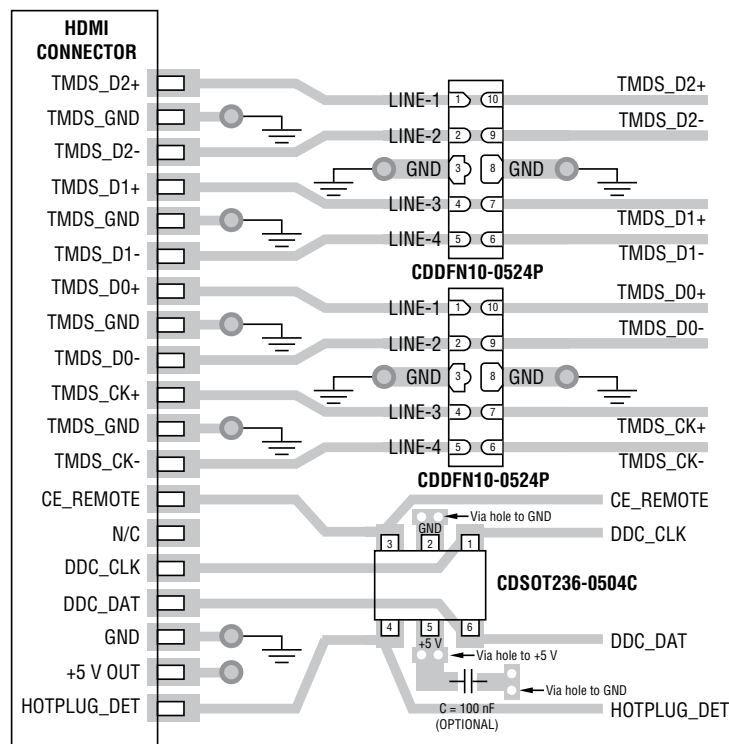 HDMI
CONNECTOR
TMDS_D2+
TMDS_GND
TMDS_D2-
TMDS_D1+
TMDS_GND
TMDS_D1-
TMDS_D0+
TMDS_GND
TMDS_D0-
TMDS_CK+
TMDS_GND
TMDS_CK-
CE_REMOTE
N/C
DDC_CLK
DDC_DAT
GND
+5 V OUT
HOTPLUG_DET
LINE-1
1
10
TMDS_D2+
LINE-2
2
9
TMDS_D2-
GND
3
8
GND
LINE-3
4
7
TMDS_D1+
LINE-4
5
6
TMDS_D1-
CDDFN10-0524P
LINE-1
1
10
TMDS_D0+
LINE-2
2
9
TMDS_D0-
GND
3
8
GND
LINE-3
4
7
TMDS_CK+
LINE-4
5
6
TMDS_CK-
CDDFN10-0524P
CE_REMOTE
Via hole to GND
GND
DDC_CLK
3
2
1
CDSOT236-0504C
4
5
6
+5 V
DDC_DAT
Via hole to +5 V
Via hole to GND
C = 100 nF
(OPTIONAL)
HOTPLUG_DET